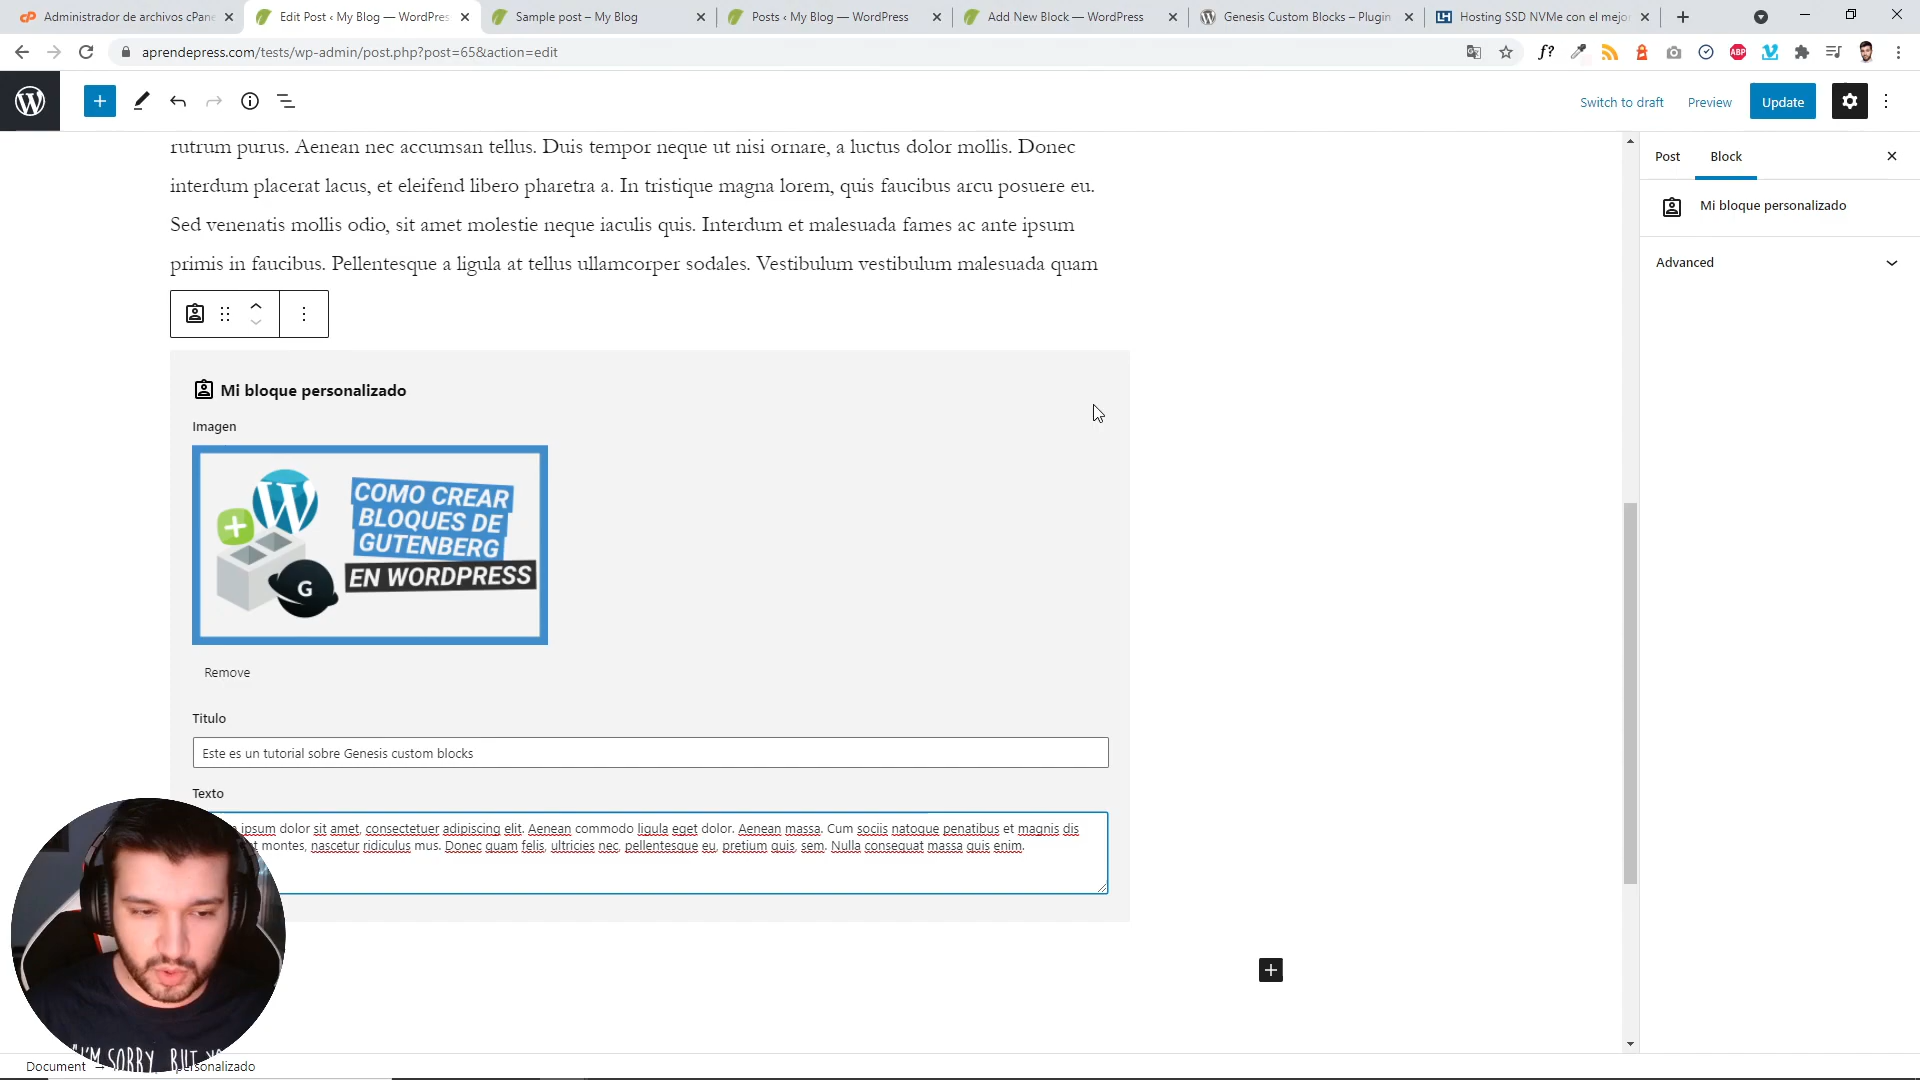 Administrador de archivos cPane
Edit Post ‹ My Blog — WordPres
Sample post – My Blog
Posts ‹ My Blog — WordPress
Add New Block — WordPress
Genesis Custom Blocks – Plugin
Hosting SSD NVMe con el mejor
aprendepress.com/tests/wp-admin/post.php?post=65&action=edit
f?
ABP
Switch to draft
Preview
Update
rutrum purus. Aenean nec accumsan tellus. Duis tempor neque ut nisi ornare, a luctus dolor mollis. Donec
interdum placerat lacus, et eleifend libero pharetra a. In tristique magna lorem, quis faucibus arcu posuere eu.
Sed venenatis mollis odio, sit amet molestie neque iaculis quis. Interdum et malesuada fames ac ante ipsum
primis in faucibus. Pellentesque a ligula at tellus ullamcorper sodales. Vestibulum vestibulum malesuada quam
Post
Block
Mi bloque personalizado
Advanced
Mi bloque personalizado
Imagen
COMO CREAR
BLOQUES DE
GUTENBERG
EN WORDPRESS
G
Remove
Titulo
Este es un tutorial sobre Genesis custom blocks
Texto
ipsum dolor sit amet, consectetuer adipiscing elit. Aenean commodo ligula eget dolor. Aenean massa. Cum sociis natoque penatibus et magnis dis
montes, nascetur ridiculus mus. Donec quam felis, ultricies nec, pellentesque eu, pretium quis, sem. Nulla consequat massa quis enim.
"I'M SORRY, BUT
Document → personalizado